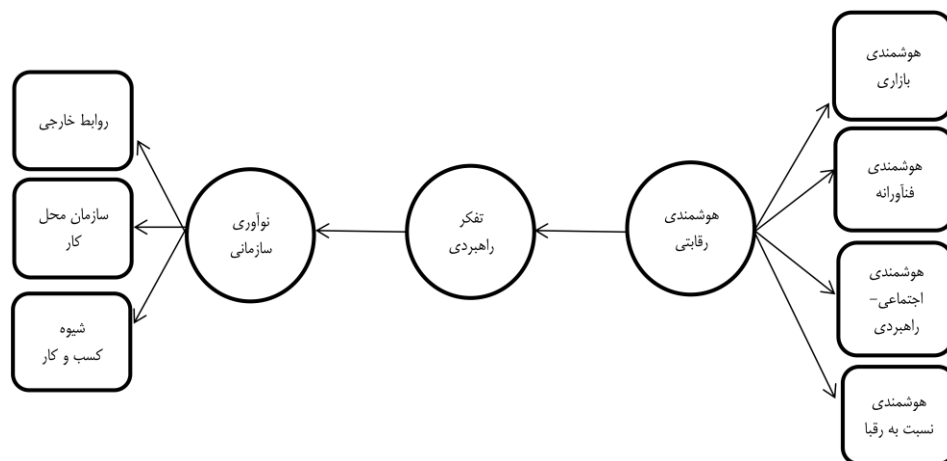 هوشمندی
بازاری
هوشمندی
فنآورانه
هوشمندی
اجتماعی-
راهبردی
هوشمندی
نسبت به رقبا
هوشمندی
رقابتی
تفکر
راهبردی
نوآوری
سازمانی
روابط خارجی
سازمان محل
کار
شیوه
کسب و کار